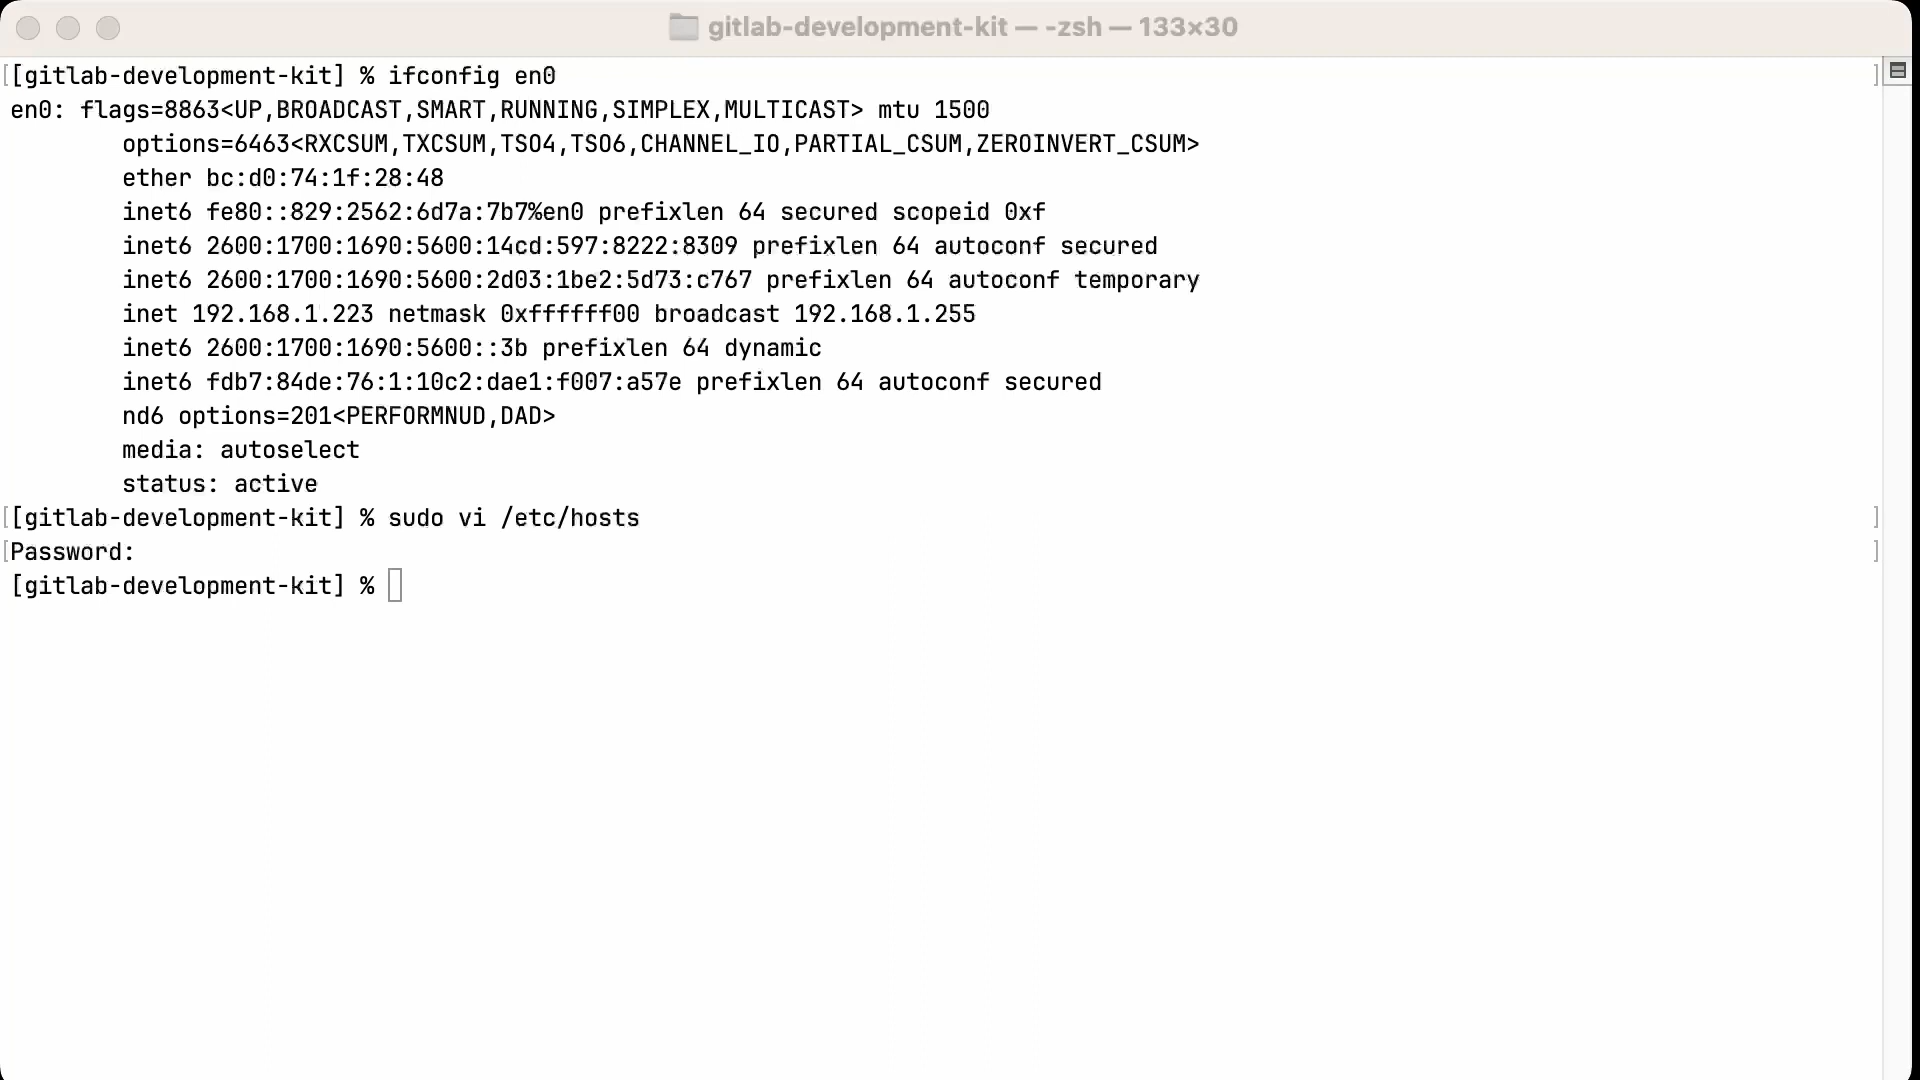 gitlab-development-kit — -zsh — 133×30
[[gitlab-development-kit] % ifconfig en0 ]
en0: flags=8863<UP,BROADCAST,SMART,RUNNING,SIMPLEX,MULTICAST> mtu 1500
options=6463<RXCSUM,TXCSUM,TSO4,TSO6,CHANNEL_IO,PARTIAL_CSUM,ZEROINVERT_CSUM>
ether bc:d0:74:1f:28:48
inet6 fe80::829:2562:6d7a:7b7%en0 prefixlen 64 secured scopeid 0xf
inet6 2600:1700:1690:5600:14cd:597:8222:8309 prefixlen 64 autoconf secured
inet6 2600:1700:1690:5600:2d03:1be2:5d73:c767 prefixlen 64 autoconf temporary
inet 192.168.1.223 netmask 0xffffff00 broadcast 192.168.1.255
inet6 2600:1700:1690:5600::3b prefixlen 64 dynamic
inet6 fdb7:84de:76:1:10c2:dae1:f007:a57e prefixlen 64 autoconf secured
nd6 options=201<PERFORMNUD,DAD>
media: autoselect
status: active
[[gitlab-development-kit] % sudo vi /etc/hosts ]
[Password: ]
[gitlab-development-kit] %